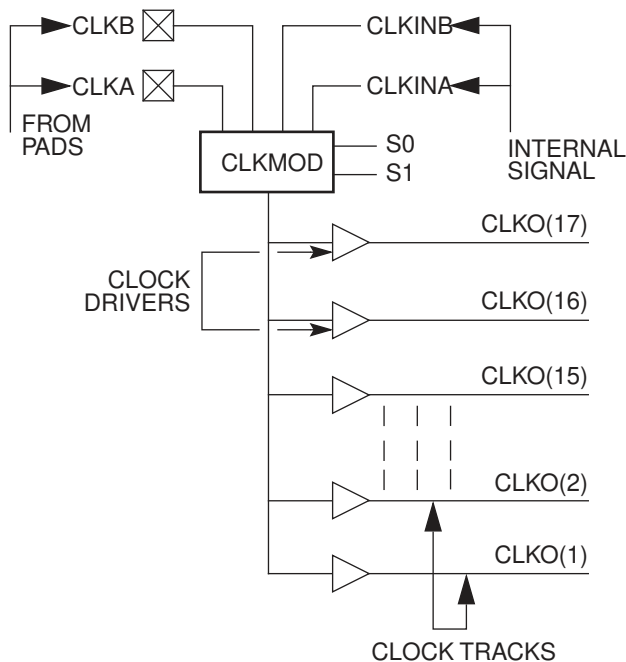 CLKB
CLKINB
CLKA
CLKINA
FROM
PADS
CLKMOD
S0
S1
INTERNAL
SIGNAL
CLKO(17)
CLOCK
DRIVERS
CLKO(16)
CLKO(15)
CLKO(2)
CLKO(1)
CLOCK TRACKS